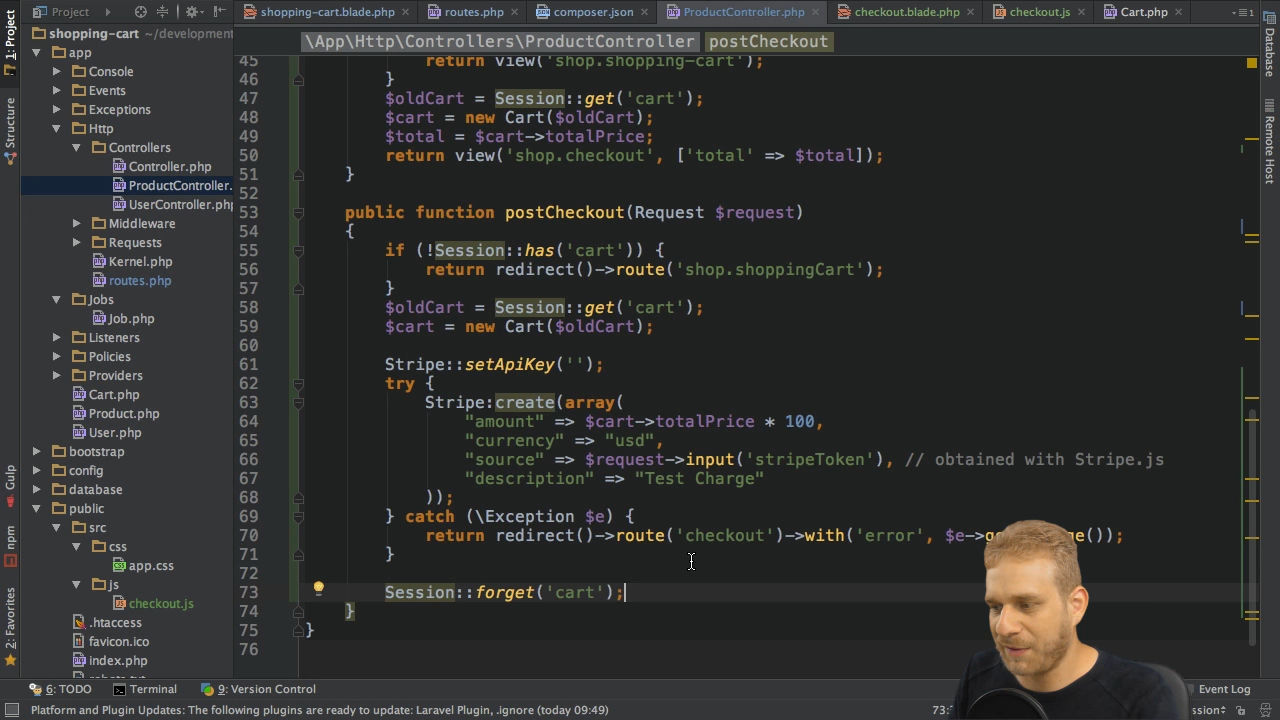 shopping-cart.blade.php
routes.php
composer.json
ProductController.php
checkout.blade.php
checkout.js
Cart.php
Project
1: Project
Structure
Gulp
npm
2: Favorites
shopping-cart ~/development
app
Console
Events
Exceptions
Http
Controllers
Controller.php
ProductController.
UserController.php
Middleware
Requests
Kernel.php
routes.php
Jobs
Job.php
Listeners
Policies
Providers
Cart.php
Product.php
User.php
bootstrap
config
database
public
src
css
app.css
js
checkout.js
.htaccess
favicon.ico
index.php
\App\Http\Controllers\ProductController postCheckout
45 return view('shop.shopping-cart');
46 }
47 $oldCart = Session::get('cart');
48 $cart = new Cart($oldCart);
49 $total = $cart->totalPrice;
50 return view('shop.checkout', ['total' => $total]);
51 }
52
53 public function postCheckout(Request $request)
54 {
55 if (!Session::has('cart')) {
56 return redirect()->route('shop.shoppingCart');
57 }
58 $oldCart = Session::get('cart');
59 $cart = new Cart($oldCart);
60
61 Stripe::setApiKey('');
62 try {
63 Stripe:create(array(
64 "amount" => $cart->totalPrice * 100,
65 "currency" => "usd",
66 "source" => $request->input('stripeToken'), // obtained with Stripe.js
67 "description" => "Test Charge"
68 ));
69 } catch (\Exception $e) {
70 return redirect()->route('checkout')->with('error', $e->
71 }
72
73 Session::forget('cart');
74 }
75 }
76
Database
Remote Host
6: TODO
Terminal
9: Version Control
Event Log
Platform and Plugin Updates: The following plugins are ready to update: Laravel Plugin, .ignore (today 09:49)